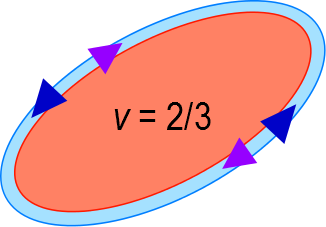 ν = 2/3